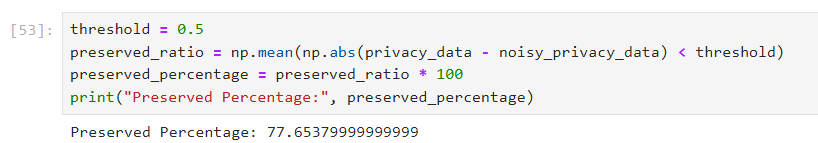 [53]: threshold = 0.5
preserved_ratio = np.mean(np.abs(privacy_data - noisy_privacy_data) < threshold)
preserved_percentage = preserved_ratio * 100
print("Preserved Percentage:", preserved_percentage)
Preserved Percentage: 77.65379999999999